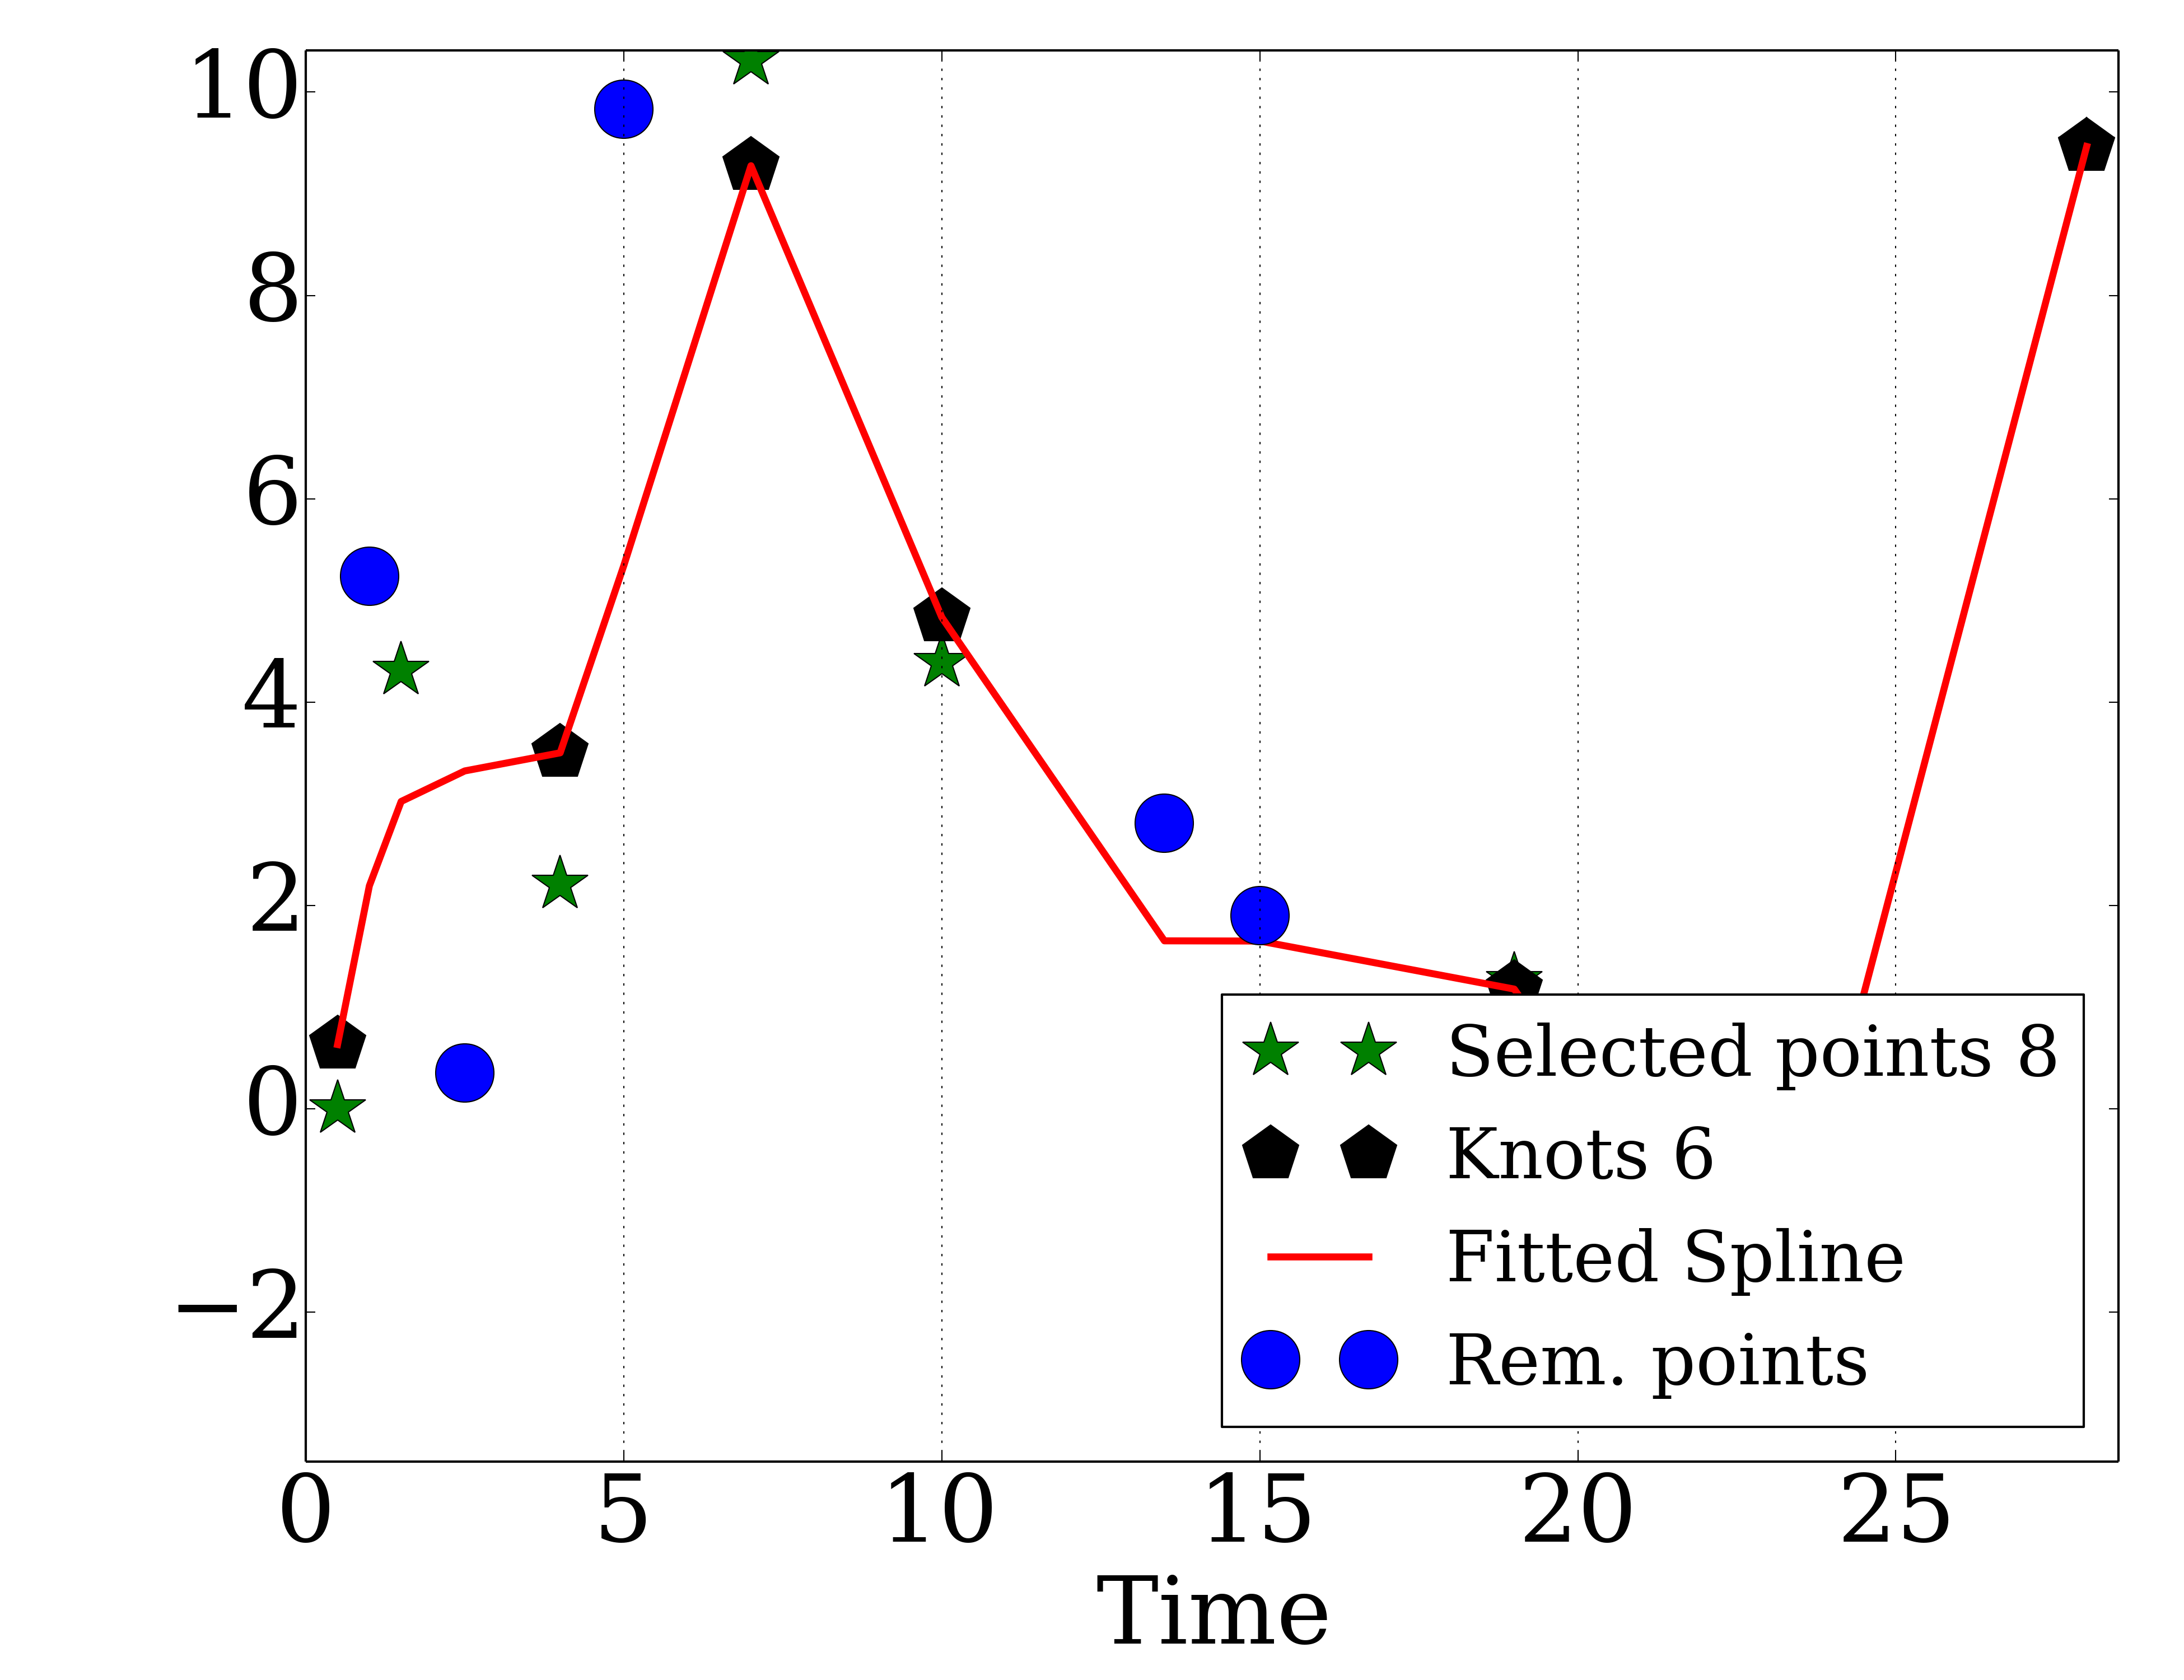 10
8
6
4
2
0
−2
0 5 10 15 20 25
Time
Selected points 8
Knots 6
Fitted Spline
Rem. points